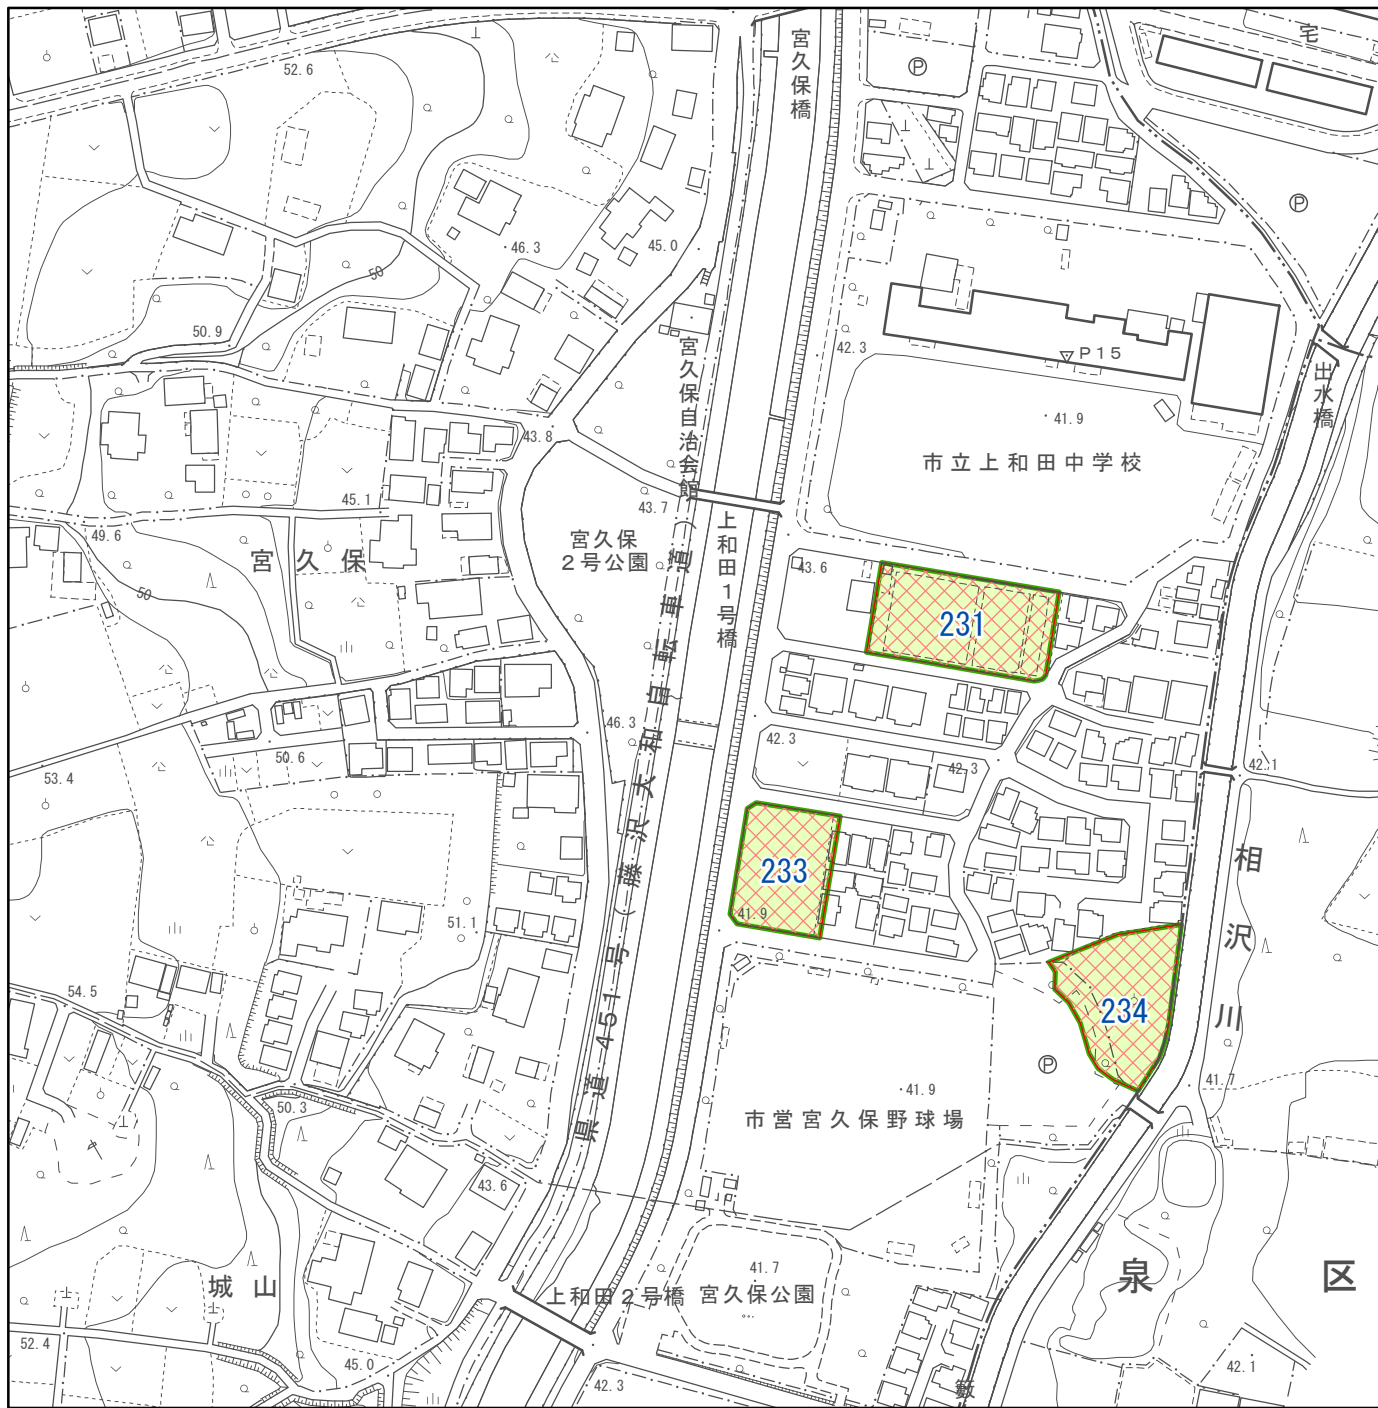 宅
宮久保橋
Ⓟ
52.6
50.9
50
46.3
45.0
Ⓟ
42.3
P15
出水橋
宮久保自治会館
43.8
41.9
市立上和田中学校
45.1
43.7
49.6
宮久保
宮久保
2号公園
上和田1号橋
43.6
231
50
46.3
42.3
42.3
42.1
53.4
50.6
県道451号(藤沢大和自転車道)
233
41.9
相沢川
51.1
234
54.5
50.3
Ⓟ
41.9
41.7
市営宮久保野球場
43.6
城山
41.7
上和田2号橋
宮久保公園
泉区
52.4
45.0
42.3
42.1
籔